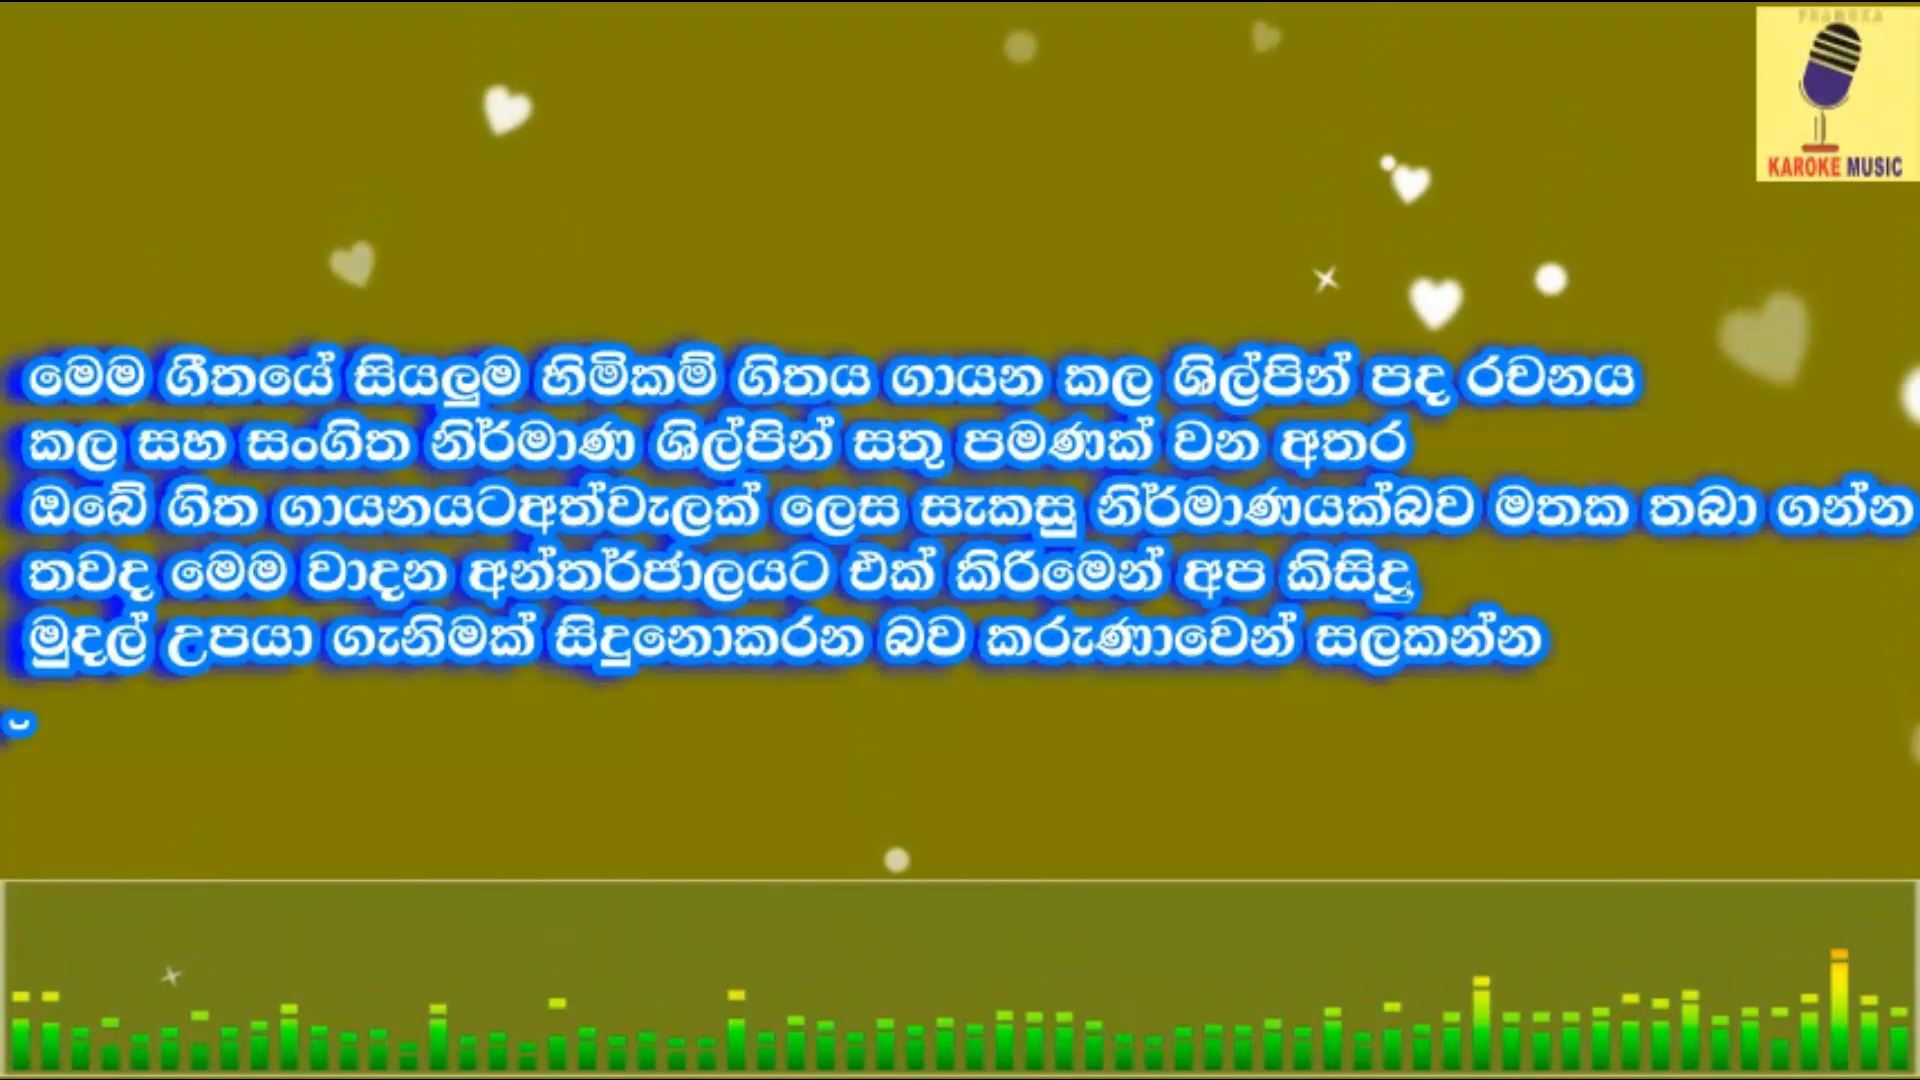 KAROKE MUSIC
මෙම ගීතයේ සියලුම හිමිකම් ගිතය ගායන කල ශිල්පින් පද රචනය
කල සහ සංගිත නිර්මාණ ශිල්පින් සතු පමණක් වන අතර
ඔබේ ගිත ගායනයටඅත්වැලක් ලෙස සැකසු නිර්මාණයක්බව මතක තබා ගන්න
තවද මෙම වාදන අන්තර්ජාලයට එක් කිරිමෙන් අප කිසිදු
මුදල් උපයා ගැනිමක් සිදුනොකරන බව කරුණාවෙන් සලකන්න